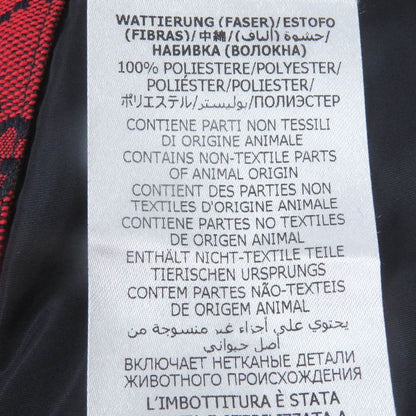 WATTIERUNG (FASER)/ESTOFO
(FIBRAS)/中綿/حشوة (ألياف)/
НАБИВКА (ВОЛОКНА)
100% POLIESTERE/POLYESTER/
POLIÉSTER/POLIESTER/
ポリエステル/بوليستر/ПОЛИЭСТЕР
CONTIENE PARTI NON TESSILI
DI ORIGINE ANIMALE
CONTAINS NON-TEXTILE PARTS
OF ANIMAL ORIGIN
CONTIENT DES PARTIES NON
TEXTILES D'ORIGINE ANIMALE
CONTIENE PARTES NO TEXTILES
DE ORIGEN ANIMAL
ENTHÄLT NICHT-TEXTILE TEILE
TIERISCHEN URSPRUNGS
CONTEM PARTES NÃO-TEXTEIS
DE ORIGEM ANIMAL
يحتوي علي أجزاء غير منسوجة من
أصل حيواني
ВКЛЮЧАЕТ НЕТКАНЫЕ ДЕТАЛИ
ЖИВОТНОГО ПРОИСХОЖДЕНИЯ
L'IMBOTTITURA È STATA